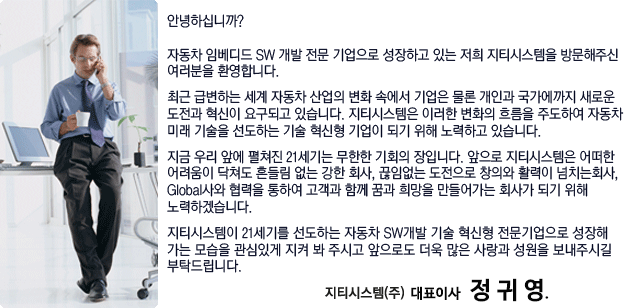 안녕하십니까?
자동차 임베디드 SW 개발 전문 기업으로 성장하고 있는 저희 지티시스템을 방문해주신
여러분을 환영합니다.
최근 급변하는 세계 자동차 산업의 변화 속에서 기업은 물론 개인과 국가에까지 새로운
도전과 혁신이 요구되고 있습니다. 지티시스템은 이러한 변화의 흐름을 주도하여 자동차
미래 기술을 선도하는 기술 혁신형 기업이 되기 위해 노력하고 있습니다.
지금 우리 앞에 펼쳐진 21세기는 무한한 기회의 장입니다. 앞으로 지티시스템은 어떠한
어려움이 닥쳐도 흔들림 없는 강한 회사, 끊임없는 도전으로 창의와 활력이 넘치는회사,
Global사와 협력을 통하여 고객과 함께 꿈과 희망을 만들어가는 회사가 되기 위해
노력하겠습니다.
지티시스템이 21세기를 선도하는 자동차 SW개발 기술 혁신형 전문기업으로 성장해
가는 모습을 관심있게 지켜 봐 주시고 앞으로도 더욱 많은 사랑과 성원을 보내주시길
부탁드립니다.
지티시스템(주) 대표이사 정 귀 영.